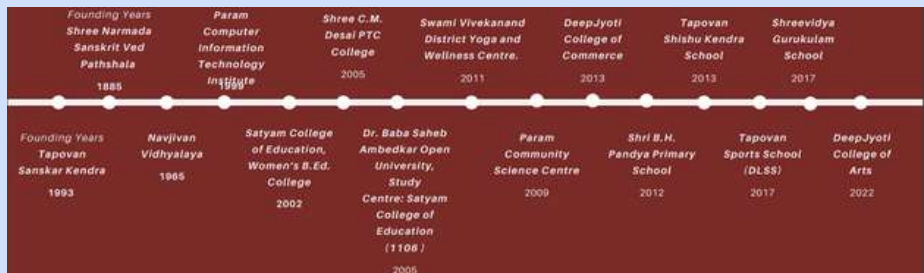 Founding Years
Shree Narmada
Sanskrit Ved
Pathshala
1885
Param
Computer
Information
Technology
Institute
1999
Shree C.M.
Desai PTC
College
2005
Swami Vivekanand
District Yoga and
Wellness Centre.
2011
DeepJyoti
College of
Commerce
2013
Tapovan
Shishu Kendra
School
2013
Shreevidya
Gurukulam
School
2017
Founding Years
Tapovan
Sanskar Kendra
1993
Navjivan
Vidhyalaya
1965
Satyam College
of Education,
Women's B.Ed.
College
2002
Dr. Baba Saheb
Ambedkar Open
University,
Study
Centre: Satyam
College of
Education
(1106 )
2005
Param
Community
Science Centre
2009
Shri B.H.
Pandya Primary
School
2012
Tapovan
Sports School
(DLSS)
2017
DeepJyoti
College of
Arts
2022